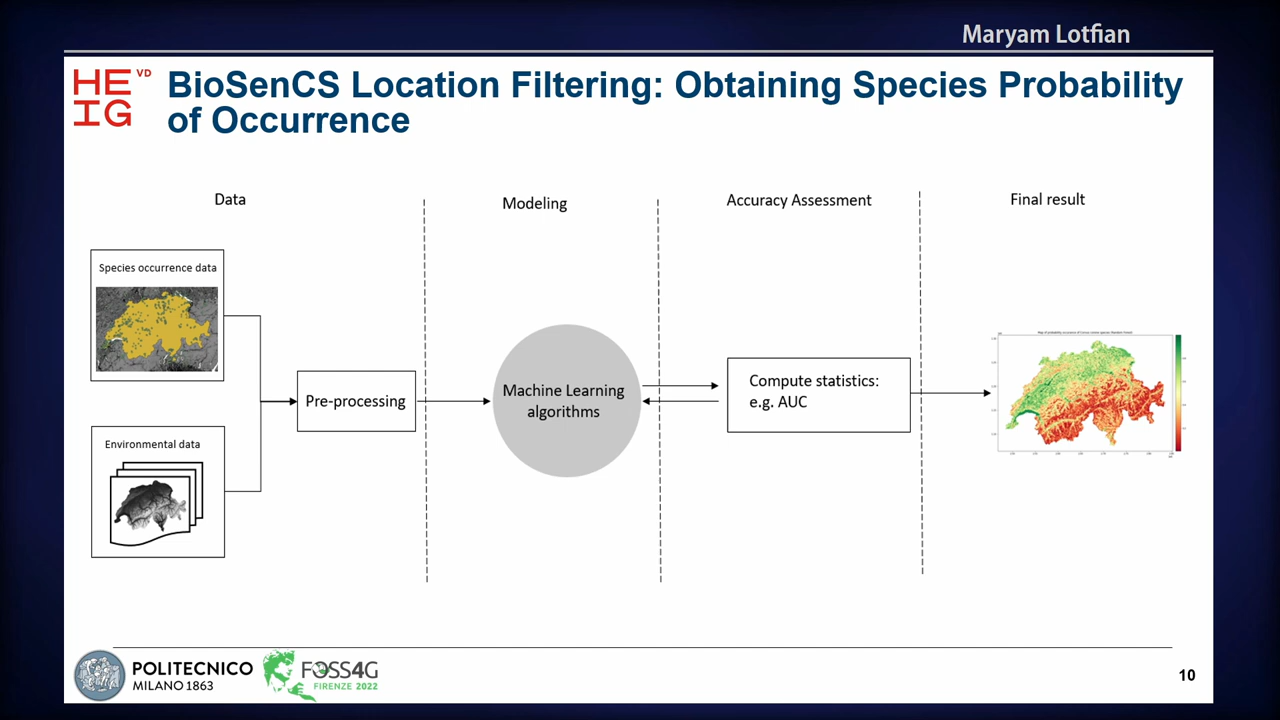 Maryam Lotfian
HE VD
IG
BioSenCS Location Filtering: Obtaining Species Probability
of Occurrence
Data
Modeling
Accuracy Assessment
Final result
Species occurrence data
Environmental data
Pre-processing
Machine Learning
algorithms
Compute statistics:
e.g. AUC
POLITECNICO
MILANO 1863
FOSS4G
FIRENZE 2022
10